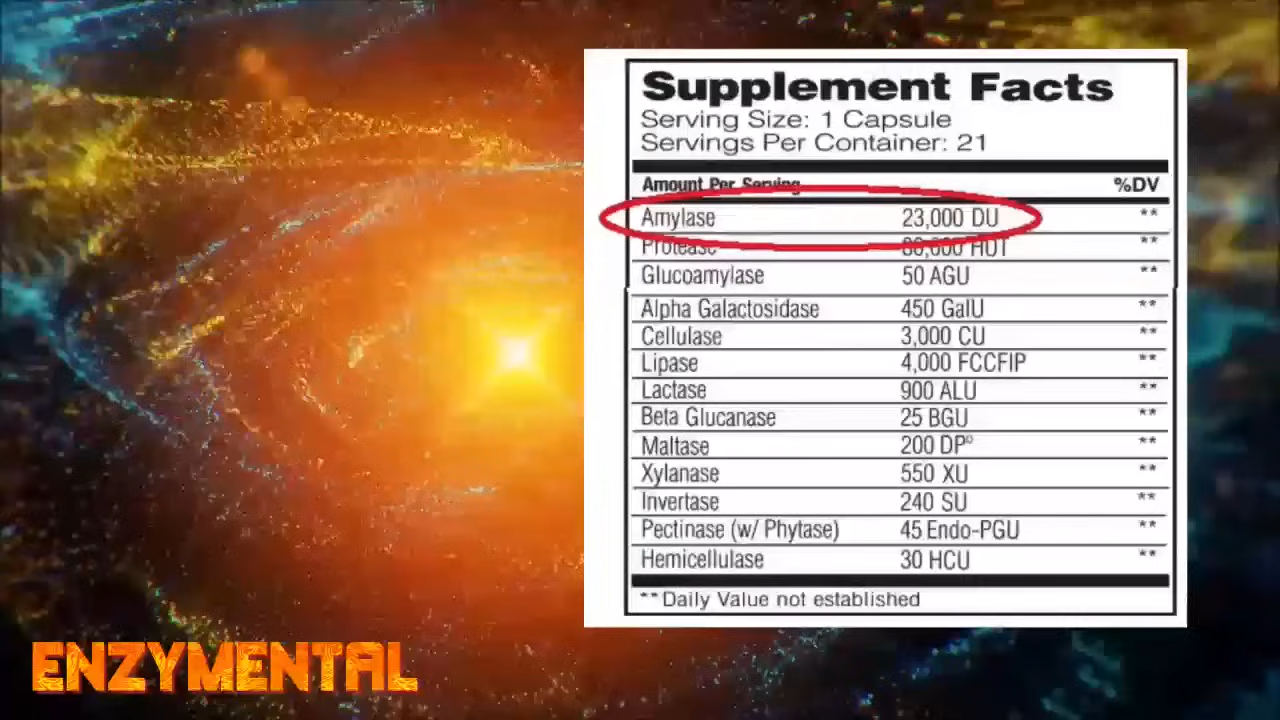 Supplement Facts
Serving Size: 1 Capsule
Servings Per Container: 21
Amount Per Serving %DV
Amylase 23,000 DU **
Protease 80,000 HUT **
Glucoamylase 50 AGU **
Alpha Galactosidase 450 GalU **
Cellulase 3,000 CU **
Lipase 4,000 FCCFIP **
Lactase 900 ALU **
Beta Glucanase 25 BGU **
Maltase 200 DP° **
Xylanase 550 XU **
Invertase 240 SU **
Pectinase (w/ Phytase) 45 Endo-PGU **
Hemicellulase 30 HCU **
**Daily Value not established
ENZYMENTAL